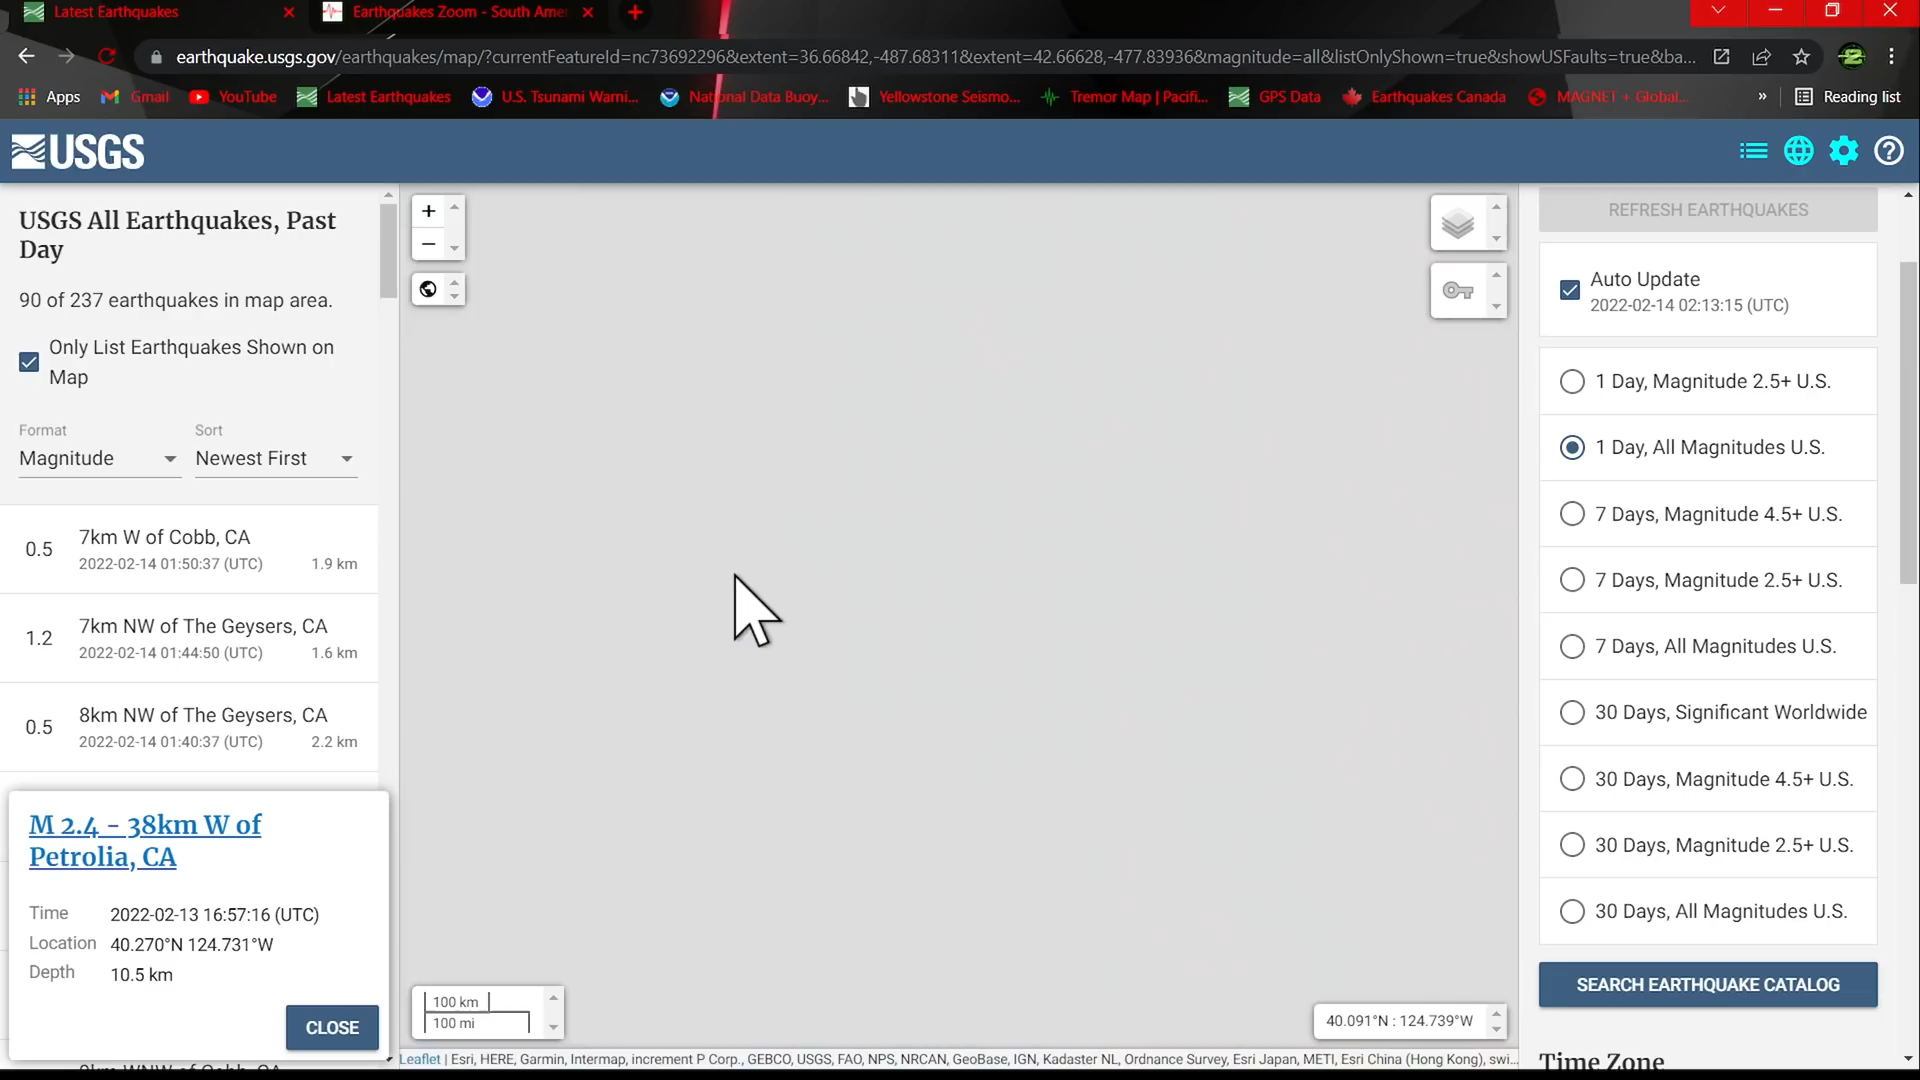 Latest Earthquakes
Earthquakes Zoom - South Amer
earthquake.usgs.gov/earthquakes/map/?currentFeatureId=nc73692296&extent=36.66842,-487.68311&extent=42.66628,-477.83936&magnitude=all&listOnlyShown=true&showUSFaults=true&ba...
Apps Gmail YouTube Latest Earthquakes U.S. Tsunami Warni... National Data Buoy... Yellowstone Seismo... Tremor Map | Pacifi... GPS Data Earthquakes Canada MAGNET + Global... » Reading list
USGS
USGS All Earthquakes, Past
Day
90 of 237 earthquakes in map area.
Only List Earthquakes Shown on
Map
Format Sort
Magnitude Newest First
0.5 7km W of Cobb, CA
2022-02-14 01:50:37 (UTC) 1.9 km
1.2 7km NW of The Geysers, CA
2022-02-14 01:44:50 (UTC) 1.6 km
0.5 8km NW of The Geysers, CA
2022-02-14 01:40:37 (UTC) 2.2 km
M 2.4 - 38km W of
Petrolia, CA
Time 2022-02-13 16:57:16 (UTC)
Location 40.270°N 124.731°W
Depth 10.5 km
CLOSE
+
−
100 km
100 mi
40.091°N : 124.739°W
Leaflet | Esri, HERE, Garmin, Intermap, increment P Corp., GEBCO, USGS, FAO, NPS, NRCAN, GeoBase, IGN, Kadaster NL, Ordnance Survey, Esri Japan, METI, Esri China (Hong Kong), swi...
REFRESH EARTHQUAKES
Auto Update
2022-02-14 02:13:15 (UTC)
1 Day, Magnitude 2.5+ U.S.
1 Day, All Magnitudes U.S.
7 Days, Magnitude 4.5+ U.S.
7 Days, Magnitude 2.5+ U.S.
7 Days, All Magnitudes U.S.
30 Days, Significant Worldwide
30 Days, Magnitude 4.5+ U.S.
30 Days, Magnitude 2.5+ U.S.
30 Days, All Magnitudes U.S.
SEARCH EARTHQUAKE CATALOG
Time Zone